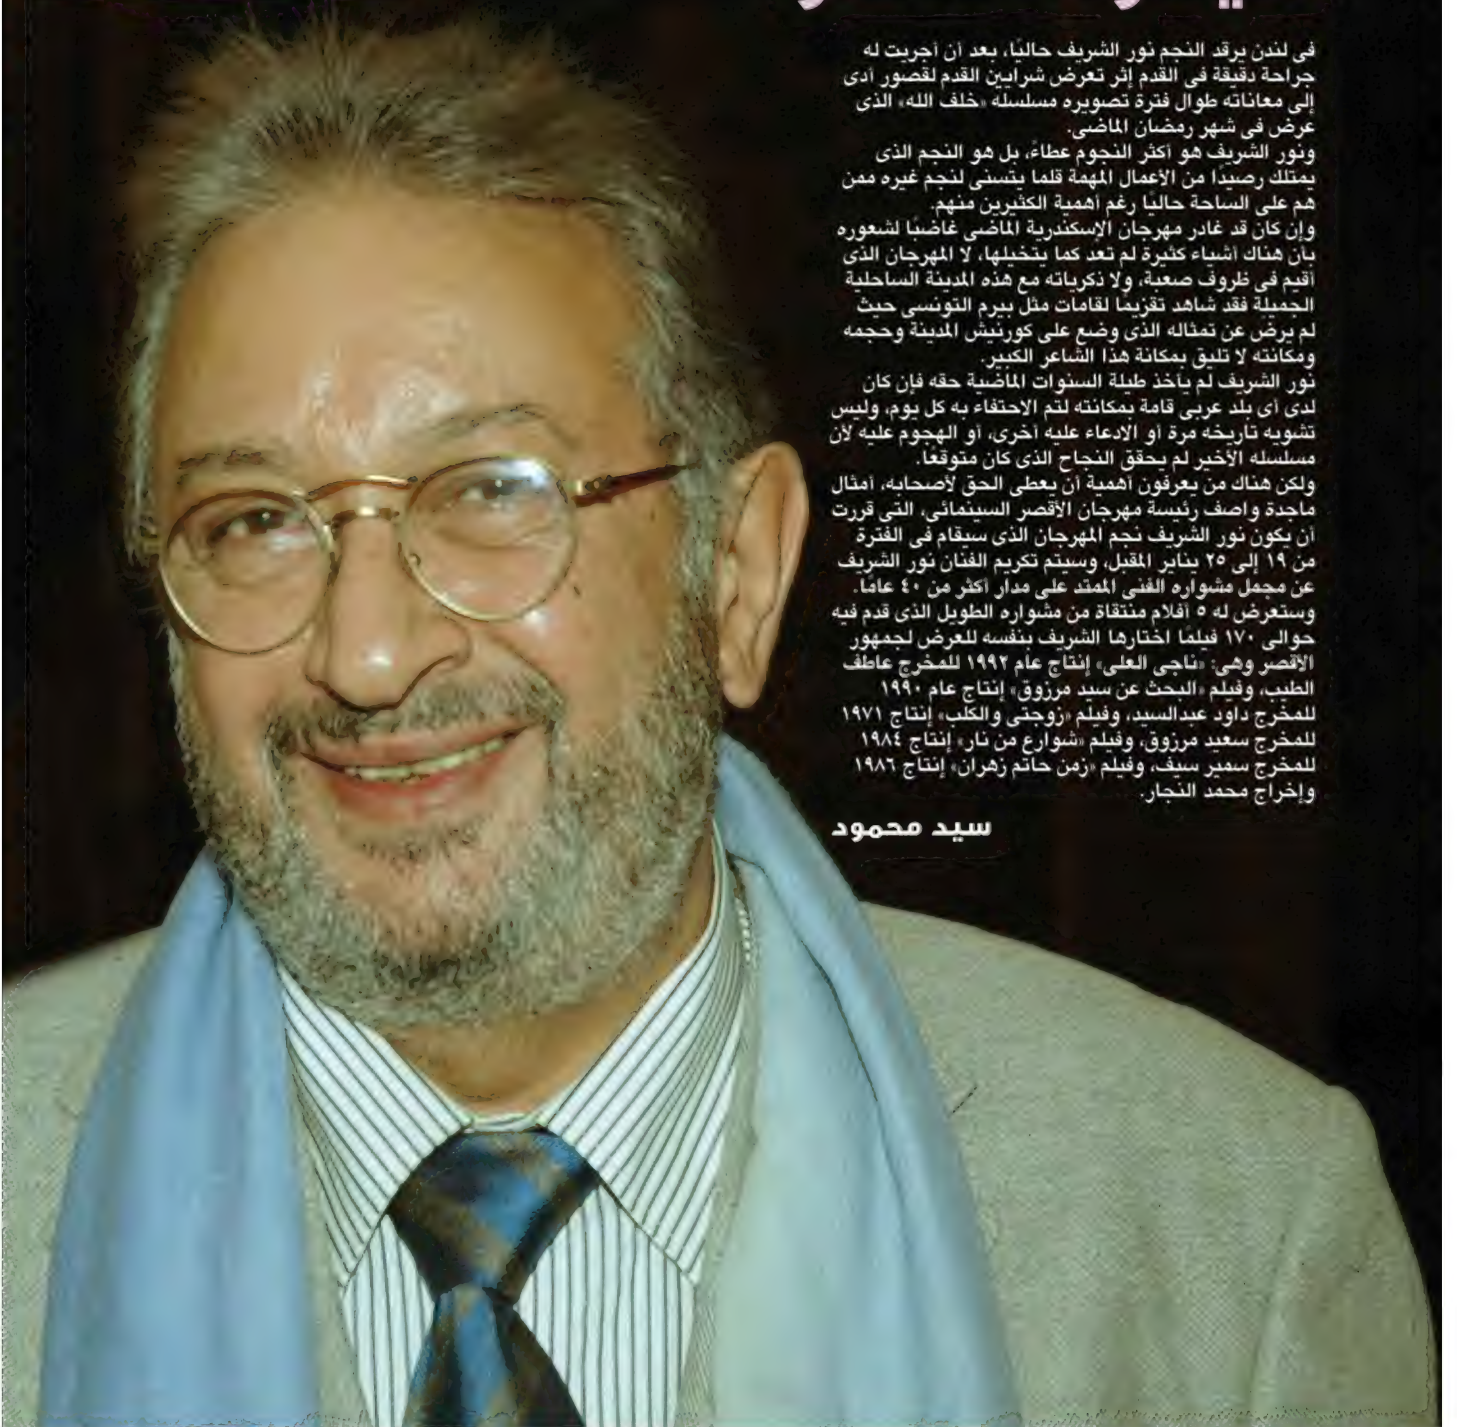 فى لندن يرقد النجم نور الشريف حاليًا، بعد أن أجريت له
جراحة دقيقة فى القدم إثر تعرض شرايين القدم لقصور أدى
إلى معاناته طوال فترة تصويره مسلسله «خلف الله» الذى
عرض فى شهر رمضان الماضى.
ونور الشريف هو أكثر النجوم عطاءً، بل هو النجم الذى
يمتلك رصيدًا من الأعمال المهمة قلما يتسنى لنجم غيره ممن
هم على الساحة حاليًا رغم أهمية الكثيرين منهم.
وإن كان قد غادر مهرجان الإسكندرية الماضى غاضبًا لشعوره
بأن هناك أشياء كثيرة لم تعد كما يتخيلها، لا المهرجان الذى
أقيم فى ظروف صعبة، ولا ذكرياته مع هذه المدينة الساحلية
الجميلة فقد شاهد تقزيمًا لقامات مثل بيرم التونسى حيث
لم يرضَ عن تمثاله الذى وضع على كورنيش المدينة وحجمه
ومكانته لا تليق بمكانة هذا الشاعر الكبير.
نور الشريف لم يأخذ طيلة السنوات الماضية حقه فإن كان
لدى أى بلد عربى قامة بمكانته لتم الاحتفاء به كل يوم، وليس
تشويه تاريخه مرة أو الادعاء عليه أخرى، أو الهجوم عليه لأن
مسلسله الأخير لم يحقق النجاح الذى كان متوقعًا.
ولكن هناك من يعرفون أهمية أن يعطى الحق لأصحابه، أمثال
ماجدة واصف رئيسة مهرجان الأقصر السينمائى، التى قررت
أن يكون نور الشريف نجم المهرجان الذى سيقام فى الفترة
من ١٩ إلى ٢٥ يناير المقبل، وسيتم تكريم الفنان نور الشريف
عن مجمل مشواره الفنى الممتد على مدار أكثر من ٤٠ عامًا.
وستعرض له ٥ أفلام منتقاة من مشواره الطويل الذى قدم فيه
حوالى ١٧٠ فيلمًا اختارها الشريف بنفسه للعرض لجمهور
الأقصر وهى: «ناجى العلى» إنتاج عام ١٩٩٢ للمخرج عاطف
الطيب، وفيلم «البحث عن سيد مرزوق» إنتاج عام ١٩٩٠
للمخرج داود عبدالسيد، وفيلم «زوجتى والكلب» إنتاج ١٩٧١
للمخرج سعيد مرزوق، وفيلم «شوارع من نار» إنتاج ١٩٨٤
للمخرج سمير سيف، وفيلم «زمن حاتم زهران» إنتاج ١٩٨٦
وإخراج محمد النجار.
سيد محمود